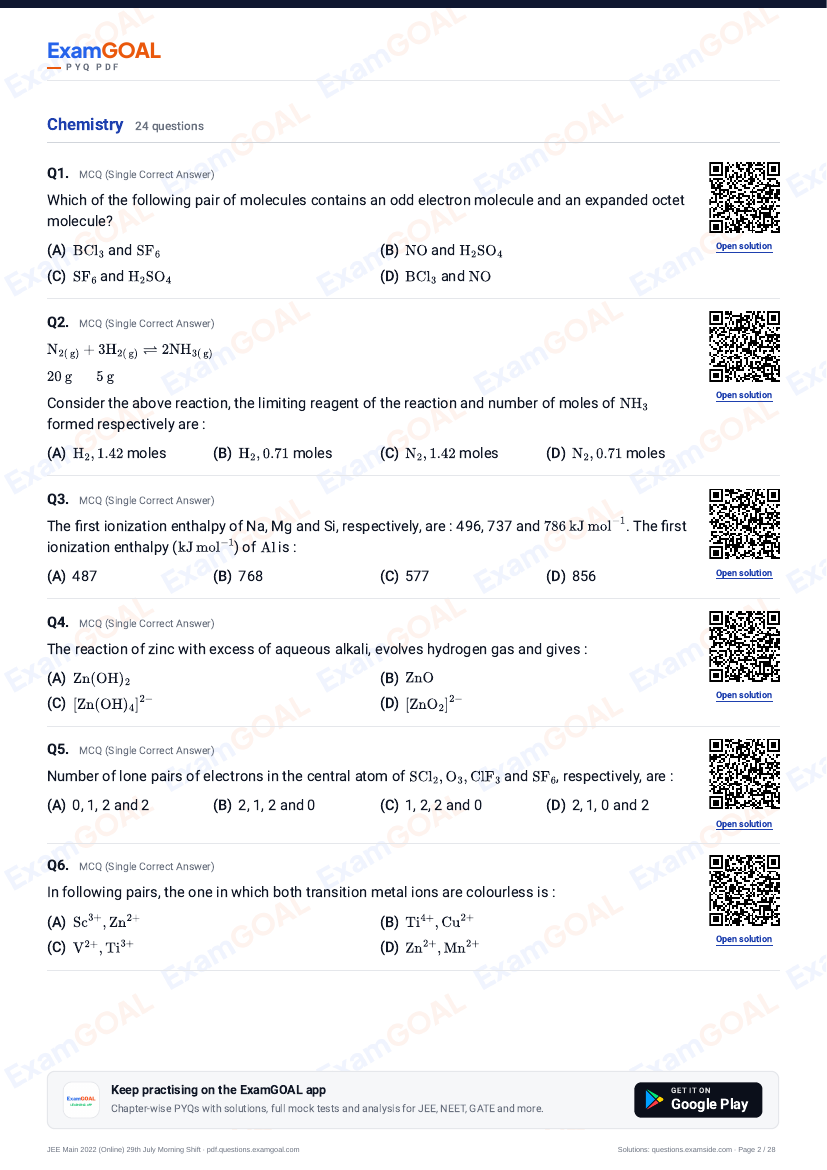 ExamGOAL
PYQ PDF
Chemistry 24 questions
Q1. MCQ (Single Correct Answer)
Which of the following pair of molecules contains an odd electron molecule and an expanded octet
molecule?
Open solution
(A) BCl₃ and SF₆ (B) NO and H₂SO₄
(C) SF₆ and H₂SO₄ (D) BCl₃ and NO
Q2. MCQ (Single Correct Answer)
N₂₍g₎ + 3H₂₍g₎ ⇌ 2NH₃₍g₎
20 g 5 g
Open solution
Consider the above reaction, the limiting reagent of the reaction and number of moles of NH₃
formed respectively are :
(A) H₂, 1.42 moles (B) H₂, 0.71 moles (C) N₂, 1.42 moles (D) N₂, 0.71 moles
Q3. MCQ (Single Correct Answer)
The first ionization enthalpy of Na, Mg and Si, respectively, are : 496, 737 and 786 kJ mol⁻¹. The first
ionization enthalpy (kJ mol⁻¹) of Al is :
(A) 487 (B) 768 (C) 577 (D) 856
Open solution
Q4. MCQ (Single Correct Answer)
The reaction of zinc with excess of aqueous alkali, evolves hydrogen gas and gives :
(A) Zn(OH)₂ (B) ZnO
Open solution
(C) [Zn(OH)₄]²⁻ (D) [ZnO₂]²⁻
Q5. MCQ (Single Correct Answer)
Number of lone pairs of electrons in the central atom of SCl₂, O₃, ClF₃ and SF₆, respectively, are :
(A) 0, 1, 2 and 2 (B) 2, 1, 2 and 0 (C) 1, 2, 2 and 0 (D) 2, 1, 0 and 2
Open solution
Q6. MCQ (Single Correct Answer)
In following pairs, the one in which both transition metal ions are colourless is :
(A) Sc³⁺, Zn²⁺ (B) Ti⁴⁺, Cu²⁺
Open solution
(C) V²⁺, Ti³⁺ (D) Zn²⁺, Mn²⁺
Keep practising on the ExamGOAL app
Chapter-wise PYQs with solutions, full mock tests and analysis for JEE, NEET, GATE and more.
GET IT ON
Google Play
JEE Main 2022 (Online) 29th July Morning Shift · pdf.questions.examgoal.com
Solutions: questions.examside.com · Page 2 / 28